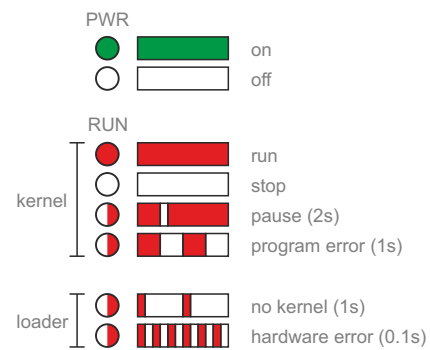 PWR
on
off
RUN
kernel
run
stop
pause (2s)
program error (1s)
loader
no kernel (1s)
hardware error (0.1s)